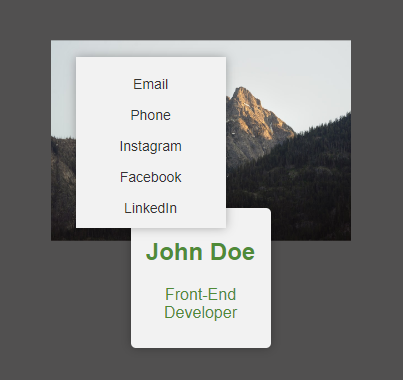 Email
Phone
Instagram
Facebook
LinkedIn
John Doe
Front-End
Developer